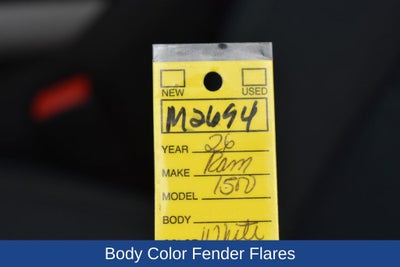 NEW USED
M2694
YEAR 26
MAKE Ram
MODEL 1500
BODY
White
Body Color Fender Flares